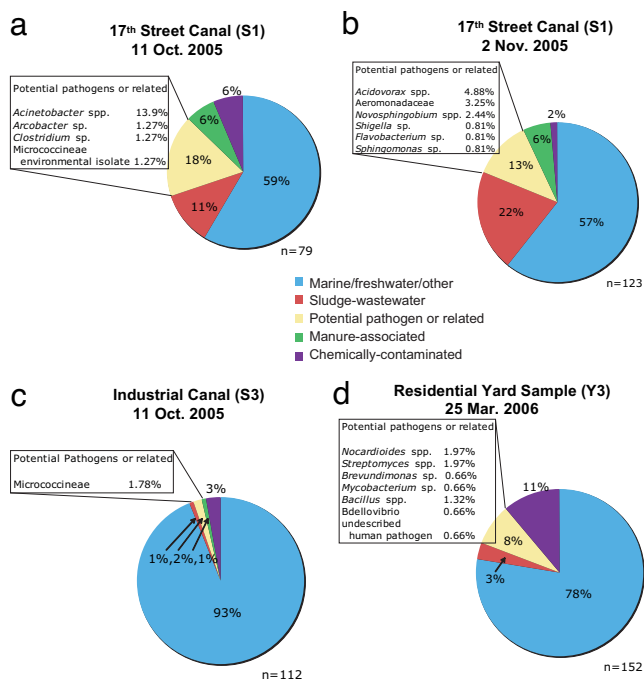 a
17th Street Canal (S1)
11 Oct. 2005
Potential pathogens or related
Acinetobacter spp. 13.9%
Arcobacter sp. 1.27%
Clostridium sp. 1.27%
Micrococcineae
environmental isolate 1.27%
6%
6%
18%
11%
59%
n=79
b
17th Street Canal (S1)
2 Nov. 2005
Potential pathogens or related
Acidovorax spp. 4.88%
Aeromonadaceae 3.25%
Novosphingobium spp. 2.44%
Shigella sp. 0.81%
Flavobacterium sp. 0.81%
Sphingomonas sp. 0.81%
2%
6%
13%
22%
57%
n=123
Marine/freshwater/other
Sludge-wastewater
Potential pathogen or related
Manure-associated
Chemically-contaminated
c
Industrial Canal (S3)
11 Oct. 2005
Potential Pathogens or related
Micrococcineae 1.78%
3%
1%,2%,1%
93%
n=112
d
Residential Yard Sample (Y3)
25 Mar. 2006
Potential pathogens or related
Nocardioides spp. 1.97%
Streptomyces spp. 1.97%
Brevundimonas sp. 0.66%
Mycobacterium sp. 0.66%
Bacillus spp. 1.32%
Bdellovibrio 0.66%
undescribed
human pathogen 0.66%
11%
8%
3%
78%
n=152